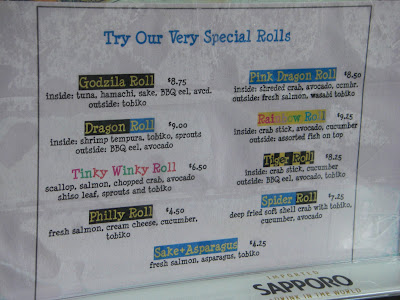 Try Our Very Special Rolls
Godzila Roll $8.75
inside: tuna, hamachi, sake, BBQ eel, avcd.
outside: tobiko
Dragon Roll $9.00
inside: shrimp tempura, tobiko, sprouts
outside: BBQ eel, avocado
Tinky Winky Roll $6.50
scallop, salmon, chopped crab, avocado
shiso leaf, sprouts and tobiko
Philly Roll $4.50
fresh salmon, cream cheese, cucumber,
tobiko
Pink Dragon Roll $8.50
inside: shreded crab, avocado, ccmbr.
outside: fresh salmon, wasabi tobiko
Rainbow Roll $9.25
inside: crab stick, avocado, cucumber
outside: assorted fish on top
Tiger Roll $8.25
inside: crab stick, cucumber
outside: BBQ eel, avocado, tobiko
Spider Roll $7.25
deep fried soft shell crab with tobiko,
cucumber, avocado
Sake+Asparagus $4.25
fresh salmon, asparagus, tobiko
IMPORTED
SAPPORO
IN THE WORLD